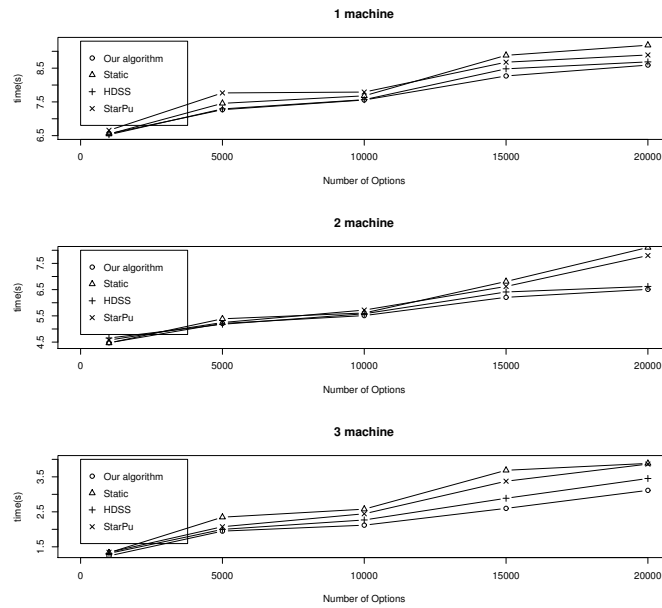 1 machine
Our algorithm
Static
HDSS
StarPu
time(s)
6.5 7.5 8.5
0 5000 10000 15000 20000
Number of Options
2 machine
Our algorithm
Static
HDSS
StarPu
time(s)
4.5 5.5 6.5 7.5
0 5000 10000 15000 20000
Number of Options
3 machine
Our algorithm
Static
HDSS
StarPu
time(s)
1.5 2.5 3.5
0 5000 10000 15000 20000
Number of Options